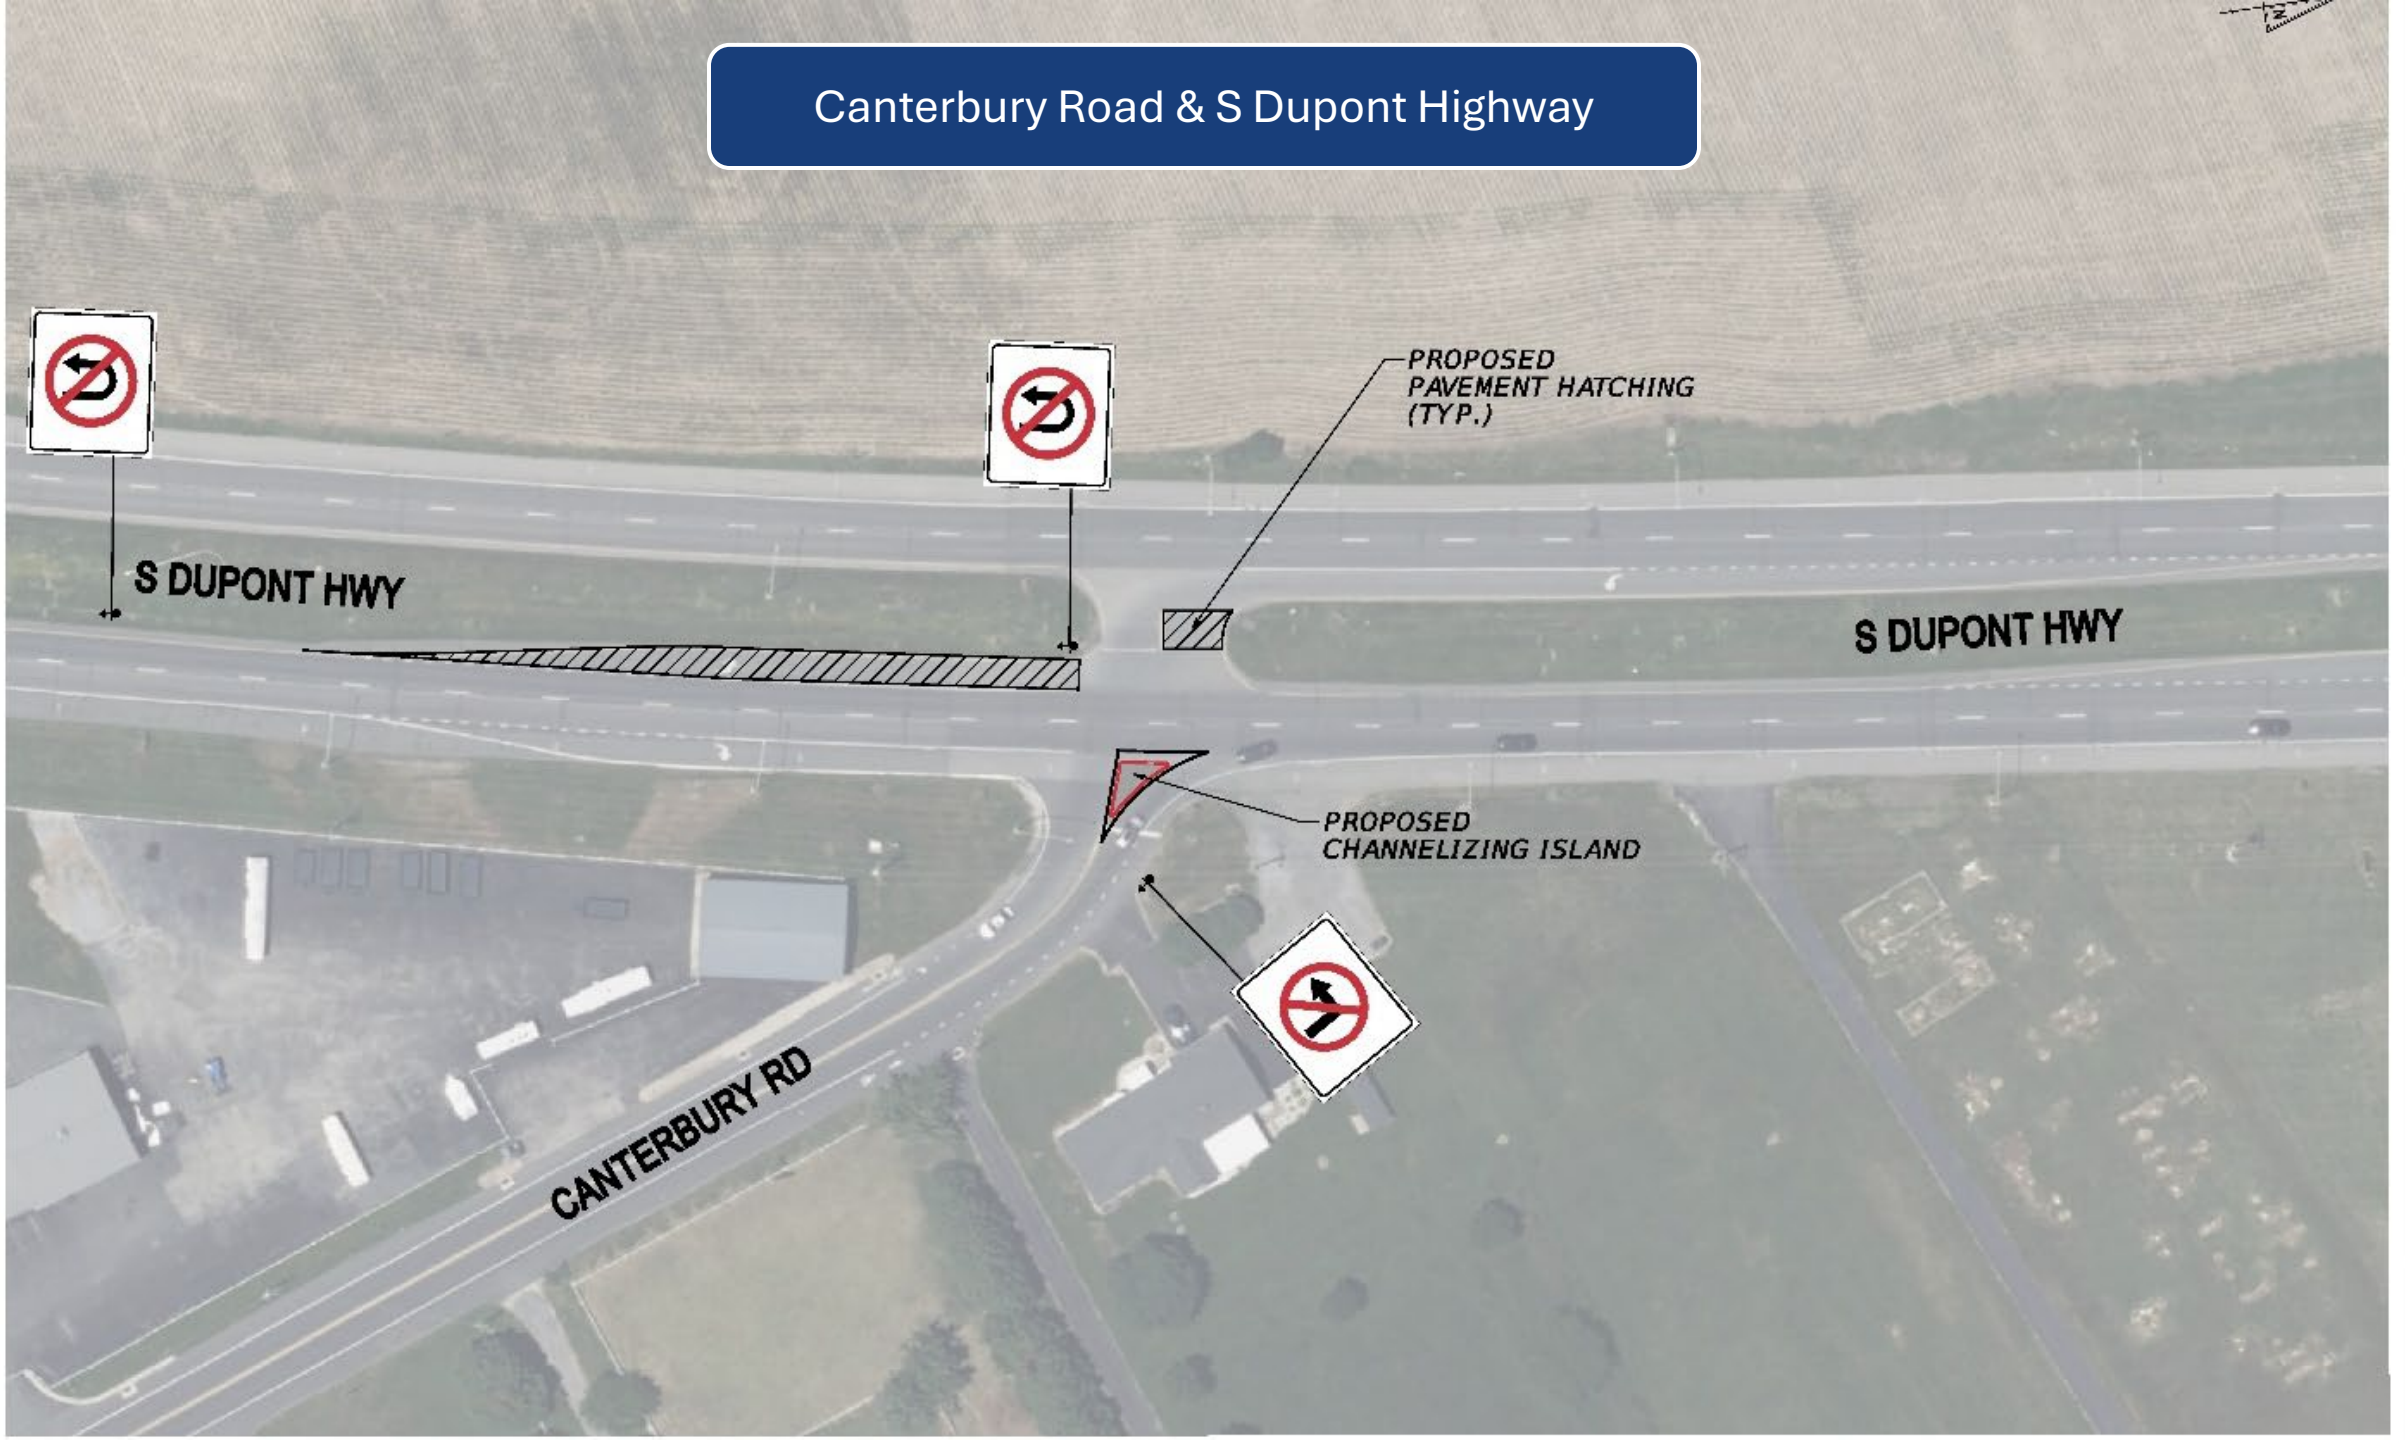 Canterbury Road & S Dupont Highway
PROPOSED
PAVEMENT HATCHING
(TYP.)
S DUPONT HWY
S DUPONT HWY
PROPOSED
CHANNELIZING ISLAND
CANTERBURY RD